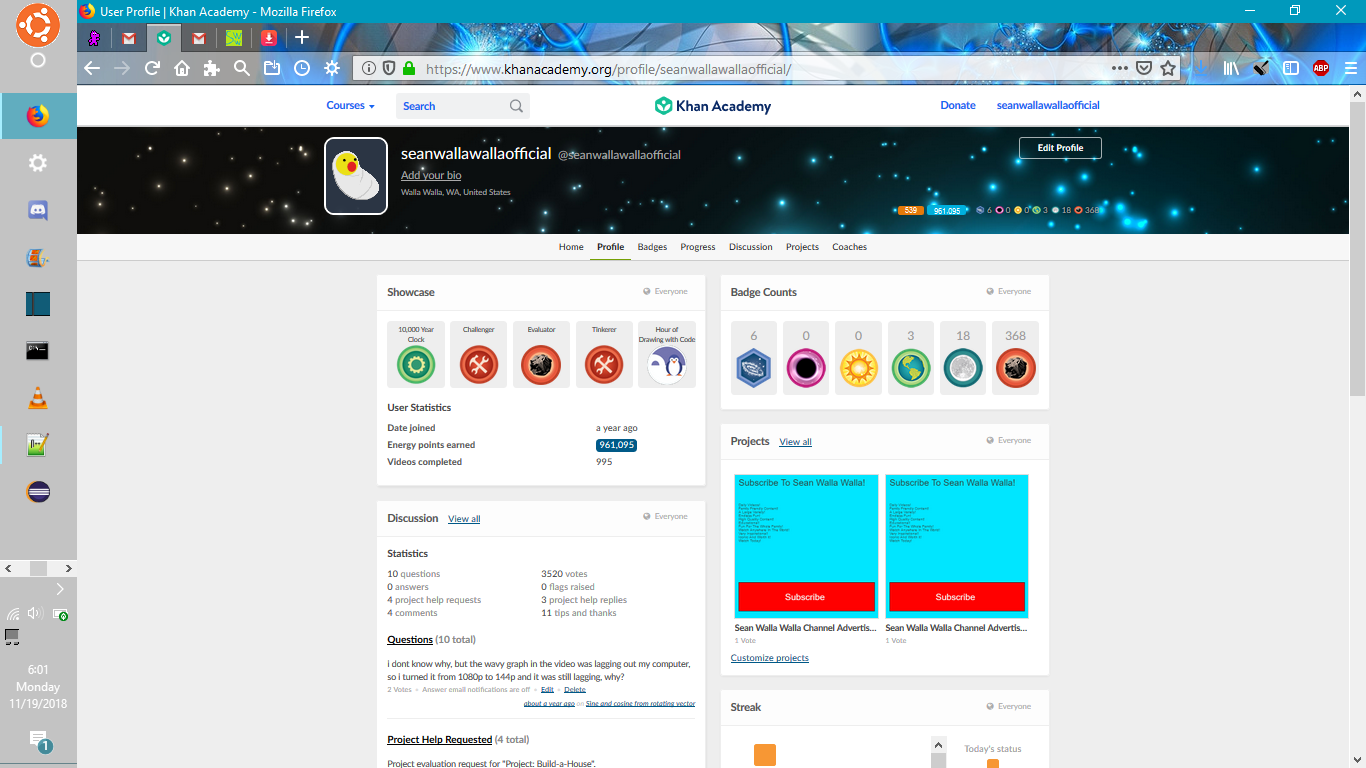 User Profile | Khan Academy - Mozilla Firefox
https://www.khanacademy.org/profile/seanwallawallaofficial/
ABP
Courses
Search
Khan Academy
Donate
seanwallawallaofficial
seanwallawallaofficial @seanwallawallaofficial
Add your bio
Walla Walla, WA, United States
Edit Profile
539 961,095 6 0 0 3 18 368
Home Profile Badges Progress Discussion Projects Coaches
Showcase Everyone
10,000 Year Clock
Challenger
Evaluator
Tinkerer
Hour of Drawing with Code
User Statistics
Date joined a year ago
Energy points earned 961,095
Videos completed 995
Discussion View all Everyone
Statistics
10 questions 3520 votes
0 answers 0 flags raised
4 project help requests 3 project help replies
4 comments 11 tips and thanks
Questions (10 total)
i dont know why, but the wavy graph in the video was lagging out my computer,
so i turned it from 1080p to 144p and it was still lagging, why?
2 Votes • Answer email notifications are off • Edit • Delete
about a year ago on Sine and cosine from rotating vector
Project Help Requested (4 total)
Project evaluation request for "Project: Build-a-House".
Badge Counts Everyone
6 0 0 3 18 368
Projects View all Everyone
Subscribe To Sean Walla Walla!
Subscribe
Sean Walla Walla Channel Advertis...
1 Vote
Subscribe To Sean Walla Walla!
Subscribe
Sean Walla Walla Channel Advertis...
1 Vote
Customize projects
Streak Everyone
Today's status
6:01
Monday
11/19/2018
1